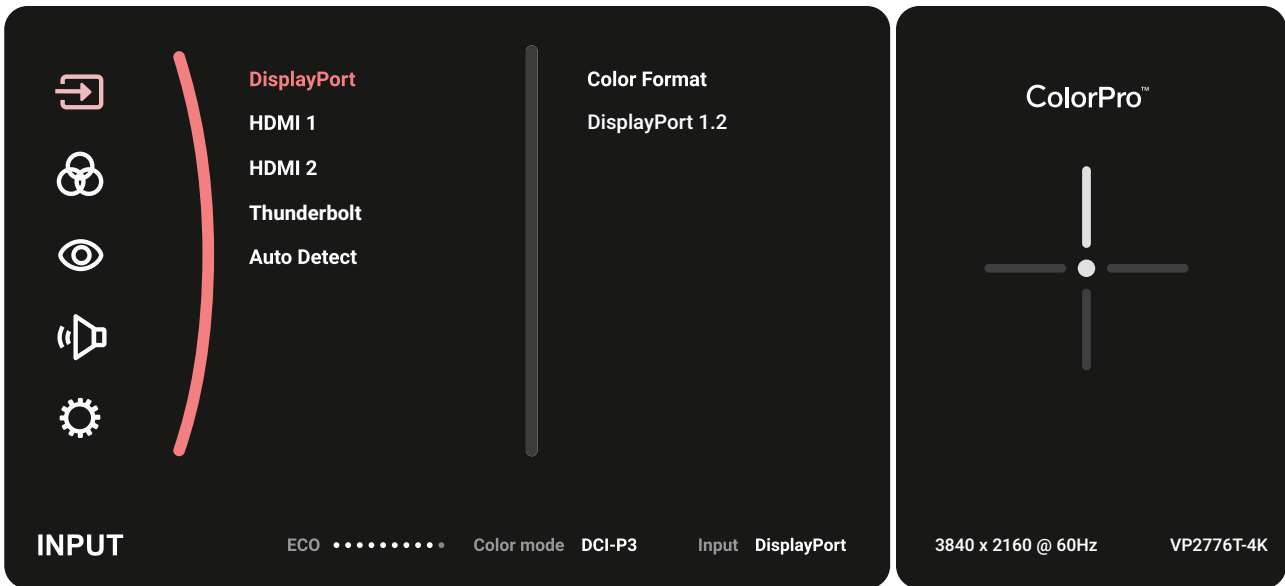 DisplayPort
HDMI 1
HDMI 2
Thunderbolt
Auto Detect
Color Format
DisplayPort 1.2
ColorPro™
INPUT
ECO
Color mode DCI-P3
Input DisplayPort
3840 x 2160 @ 60Hz
VP2776T-4K